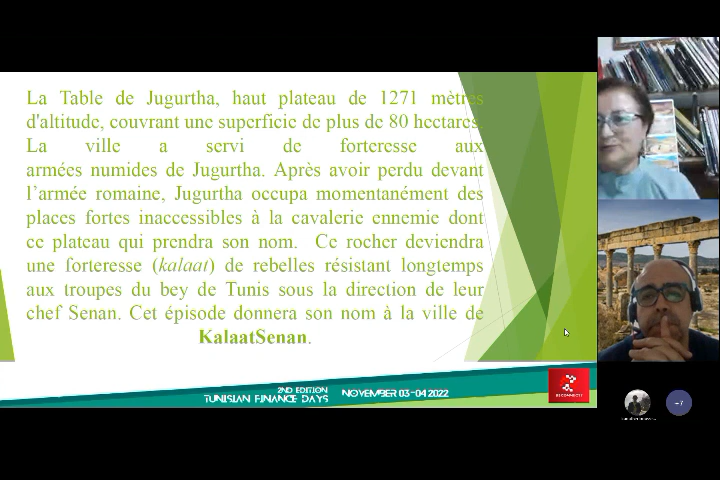 La Table de Jugurtha, haut plateau de 1271 mètres
d'altitude, couvrant une superficie de plus de 80 hectares.
La ville a servi de forteresse aux
armées numides de Jugurtha. Après avoir perdu devant
l'armée romaine, Jugurtha occupa momentanément des
places fortes inaccessibles à la cavalerie ennemie dont
ce plateau qui prendra son nom. Ce rocher deviendra
une forteresse (kalaat) de rebelles résistant longtemps
aux troupes du bey de Tunis sous la direction de leur
chef Senan. Cet épisode donnera son nom à la ville de
KalaatSenan.
2ND EDITION
TUNISIAN FINANCE DAYS
NOVEMBER 03-04 2022
+7